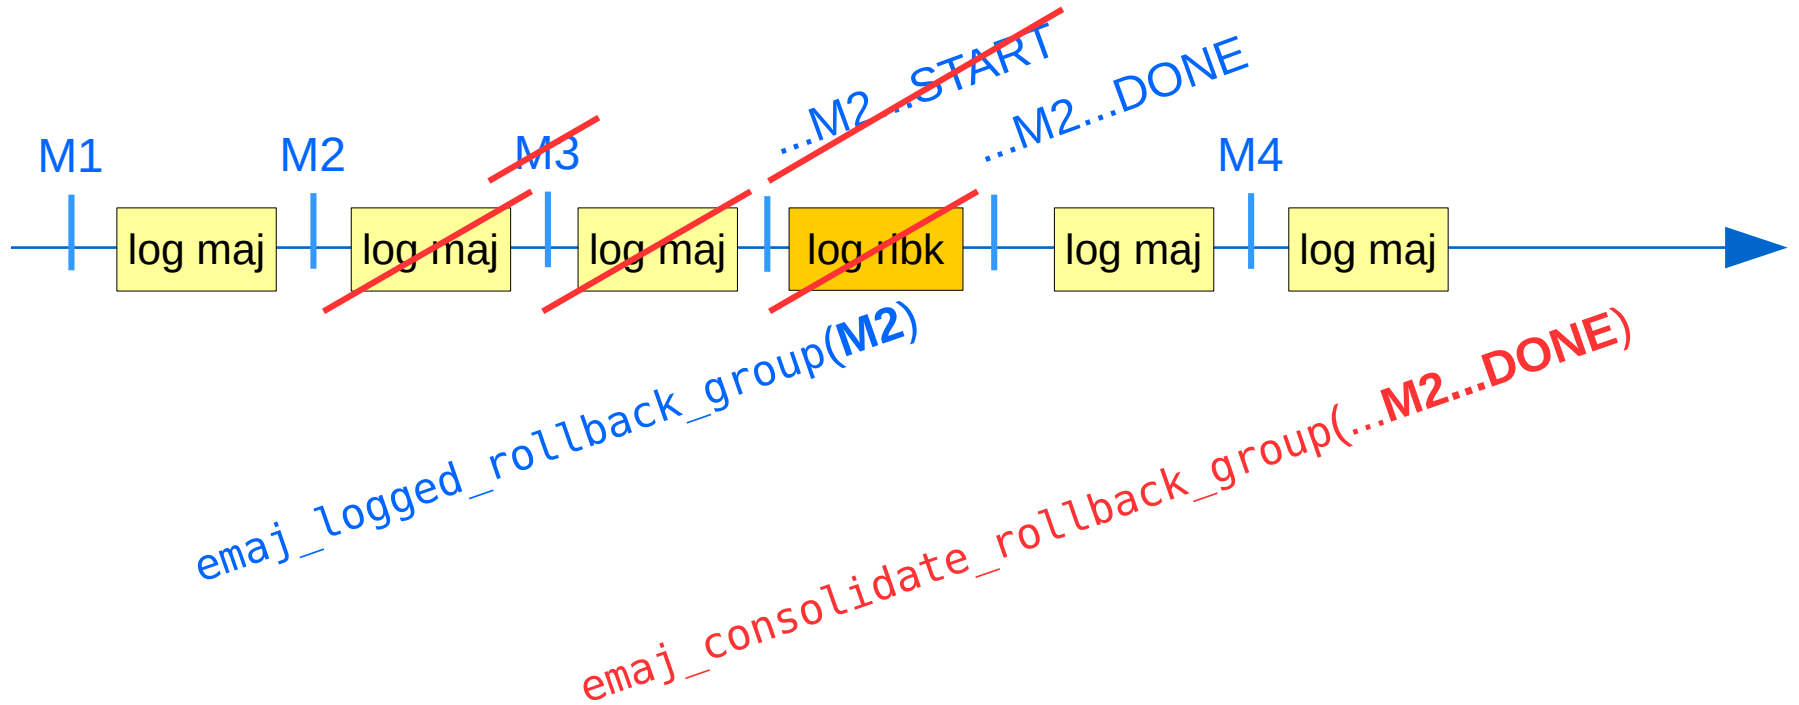 ...M2...START
...M2...DONE
M1
M2
M3
M4
log maj
log maj
log maj
log rlbk
log maj
log maj
emaj_logged_rollback_group(M2)
emaj_consolidate_rollback_group(...M2...DONE)